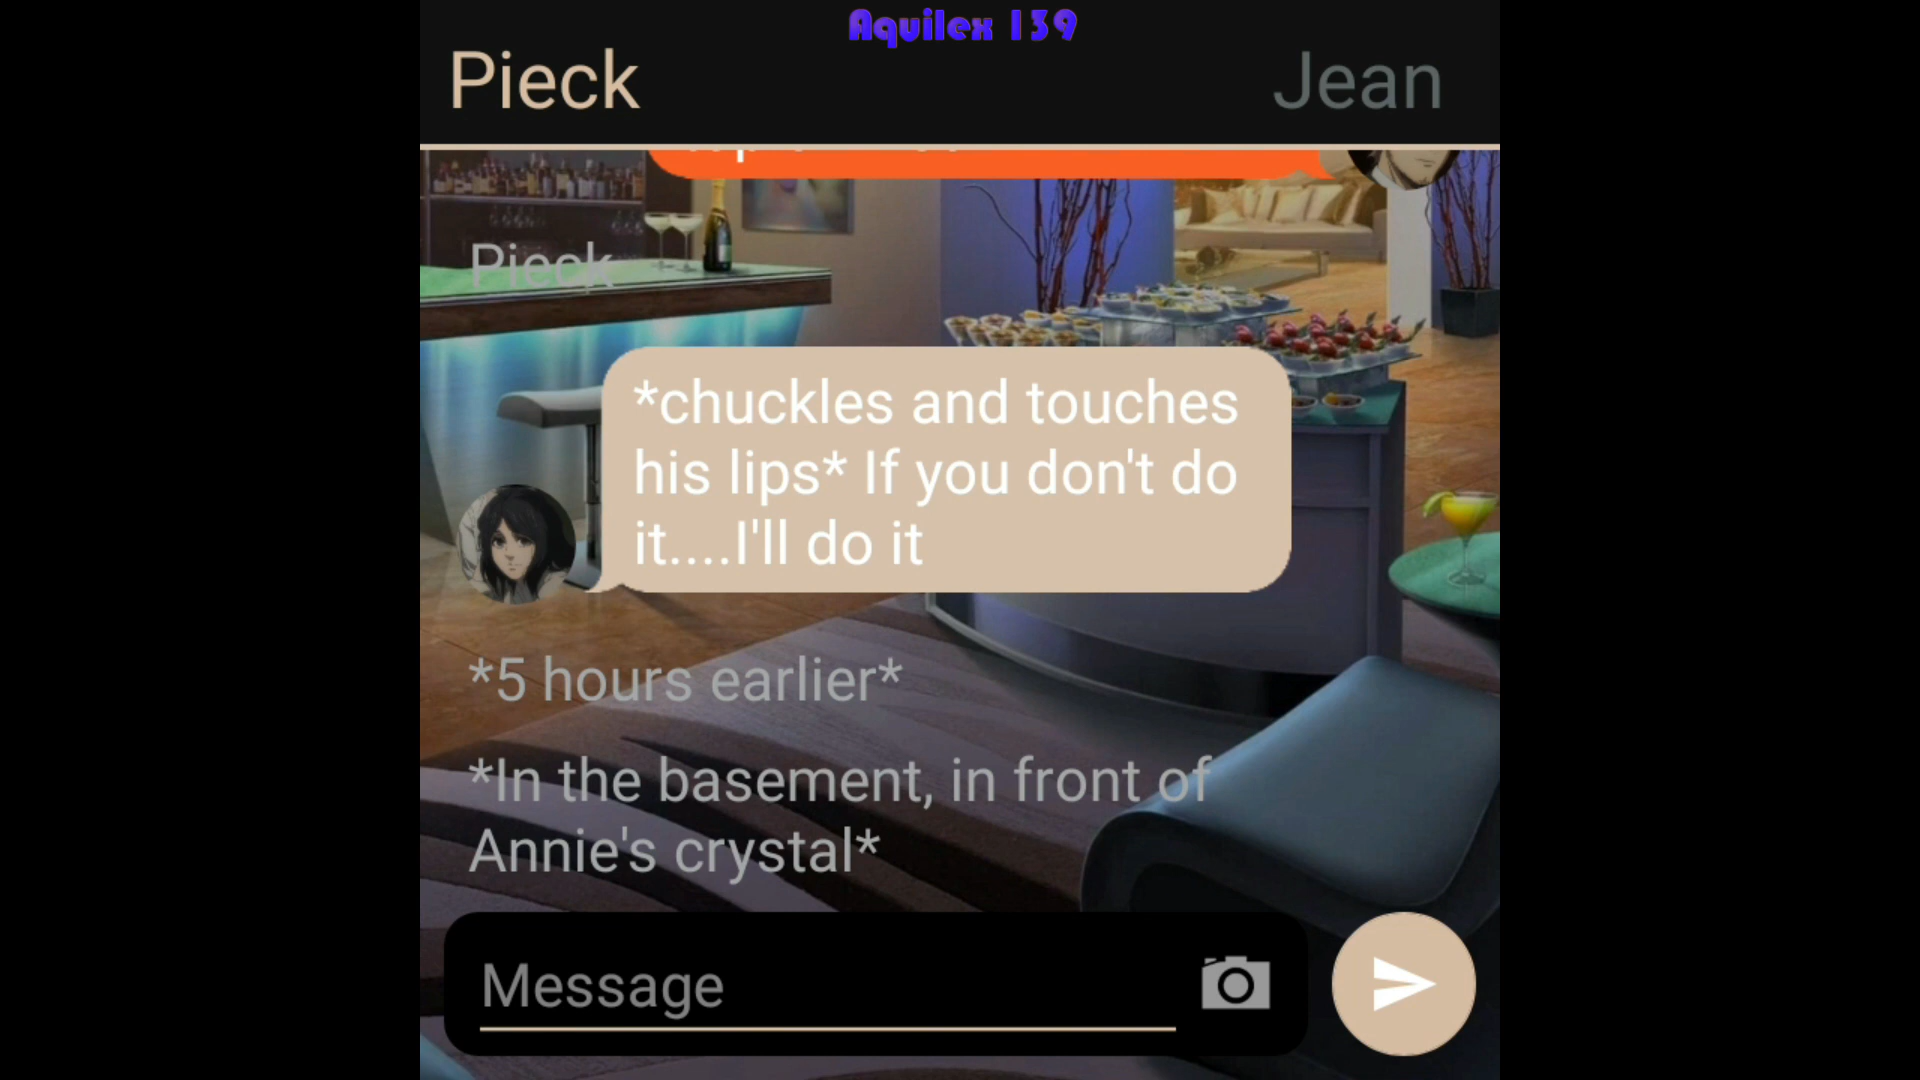 Aquilex 139
Pieck
Jean
Pieck
*chuckles and touches
his lips* If you don't do
it....I'll do it
*5 hours earlier*
*In the basement, in front of
Annie's crystal*
Message